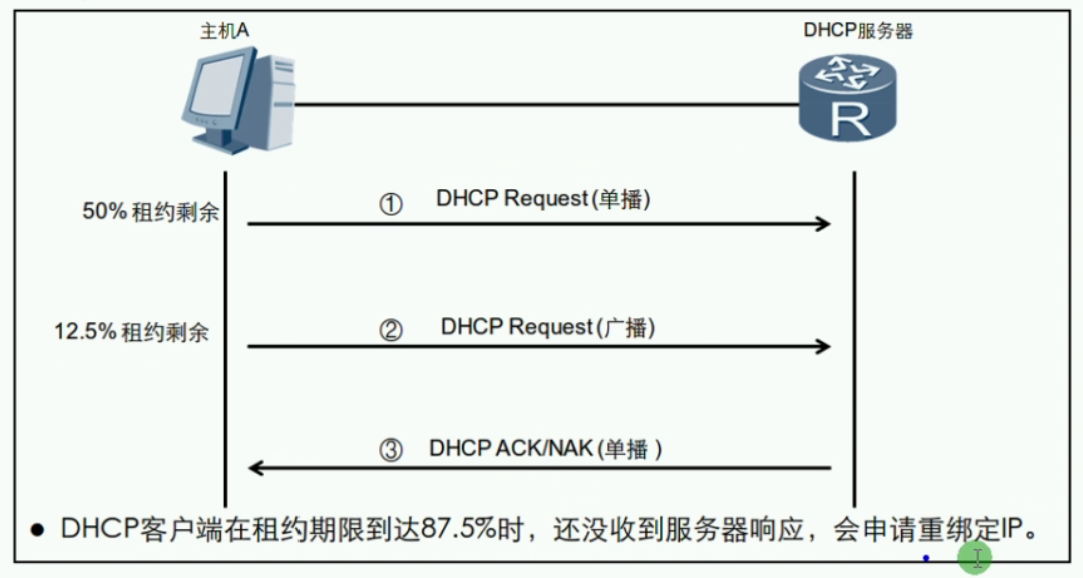 主机A
DHCP服务器
R
50% 租约剩余
① DHCP Request (单播)
12.5% 租约剩余
② DHCP Request (广播)
③ DHCP ACK/NAK (单播 )
● DHCP客户端在租约期限到达87.5%时，还没收到服务器响应，会申请重绑定IP。